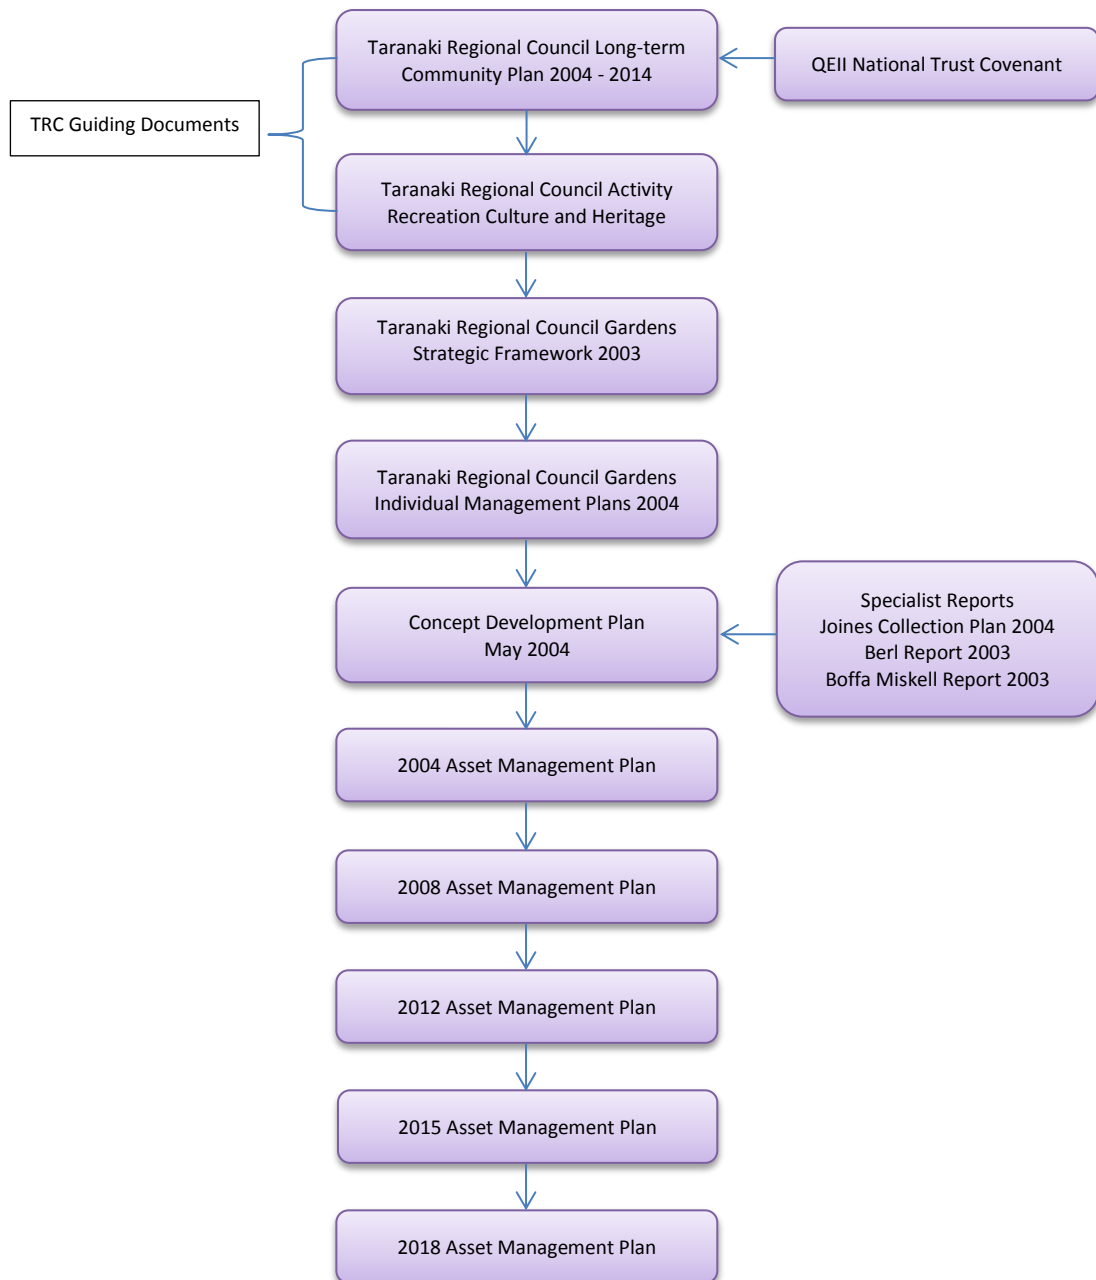 Taranaki Regional Council Long-term
Community Plan 2004 - 2014
QEII National Trust Covenant
TRC Guiding Documents
Taranaki Regional Council Activity
Recreation Culture and Heritage
Taranaki Regional Council Gardens
Strategic Framework 2003
Taranaki Regional Council Gardens
Individual Management Plans 2004
Concept Development Plan
May 2004
Specialist Reports
Joines Collection Plan 2004
Berl Report 2003
Boffa Miskell Report 2003
2004 Asset Management Plan
2008 Asset Management Plan
2012 Asset Management Plan
2015 Asset Management Plan
2018 Asset Management Plan